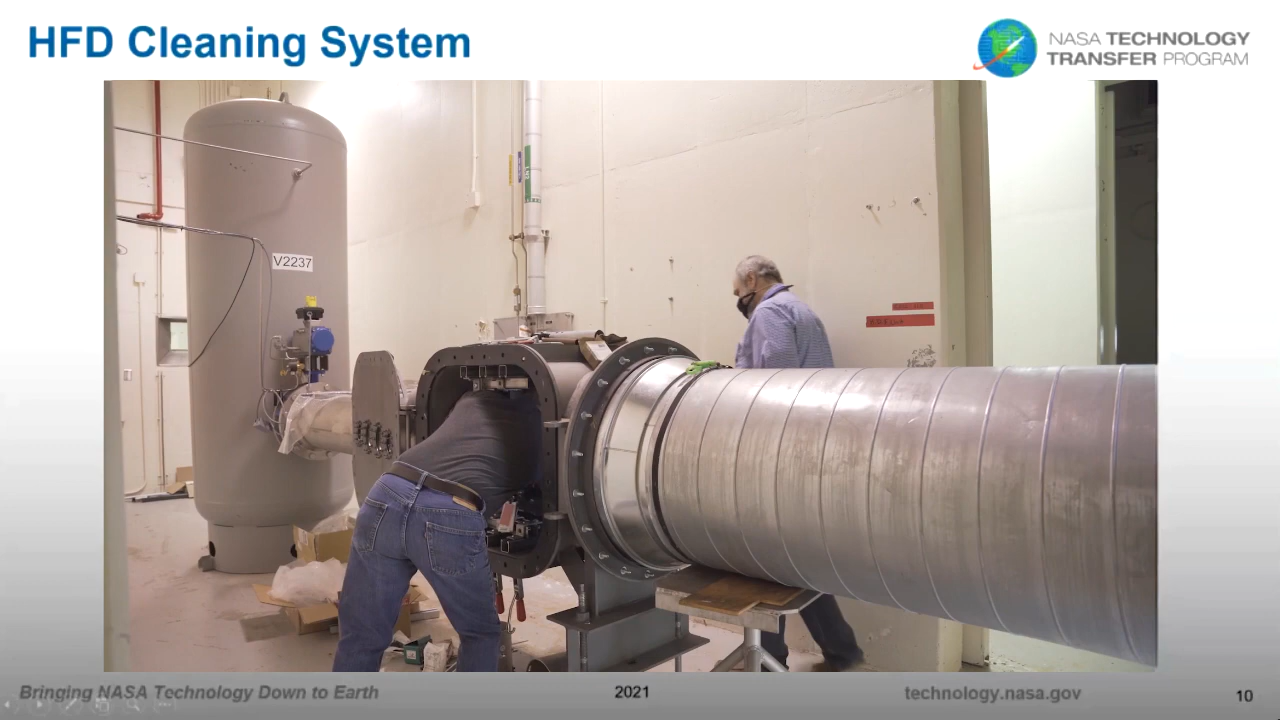 HFD Cleaning System
NASA TECHNOLOGY
TRANSFER PROGRAM
V2237
Bringing NASA Technology Down to Earth
2021
technology.nasa.gov
10